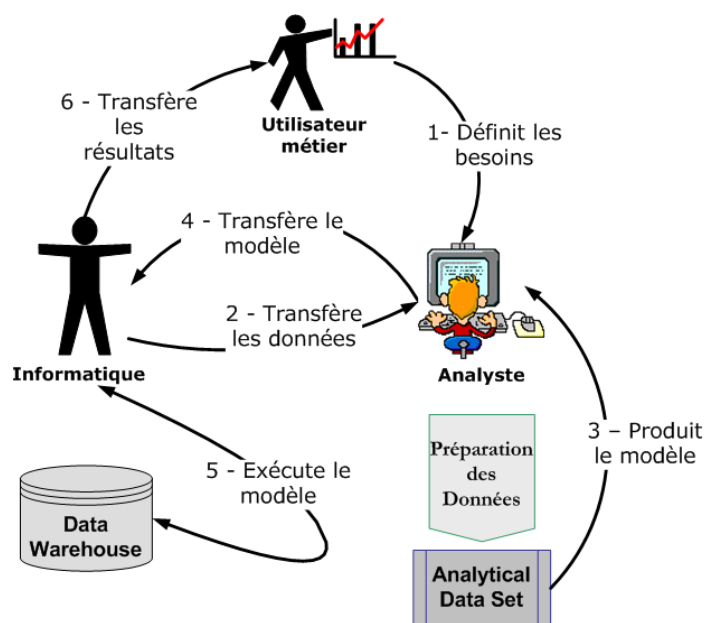 6 - Transfère
les
résultats
Utilisateur
métier
1- Définit les
besoins
4 - Transfère le
modèle
2 - Transfère
les données
Informatique
Analyste
3 – Produit
le modèle
Préparation
des
Données
5 - Exécute le
modèle
Data
Warehouse
Analytical
Data Set